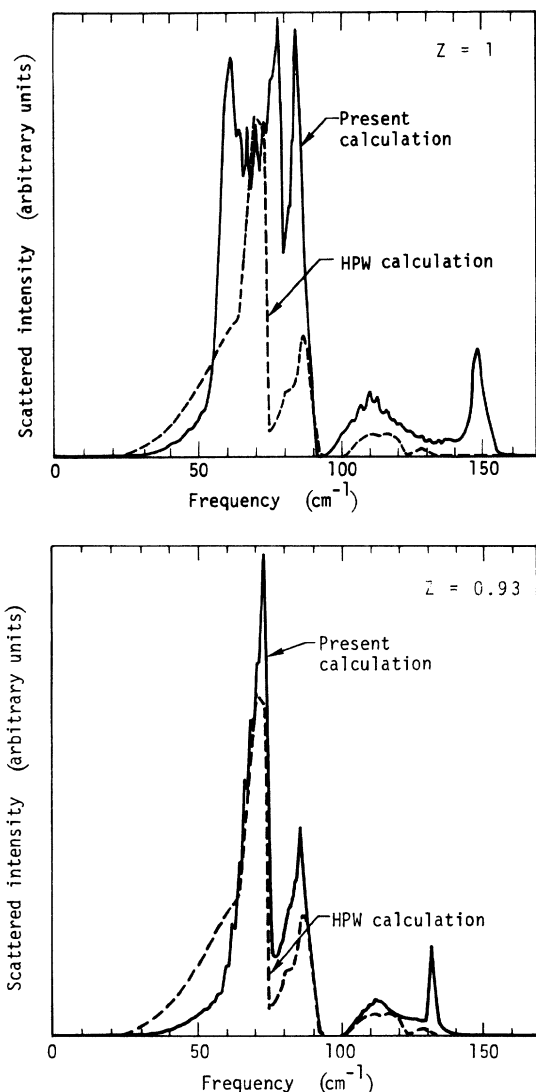 Z = 1
Present
calculation
HPW calculation
Scattered intensity (arbitrary units)
0 50 100 150
Frequency (cm-1)
Z = 0.93
Present
calculation
HPW calculation
Scattered intensity (arbitrary units)
0 50 100 150
Frequency (cm-1)